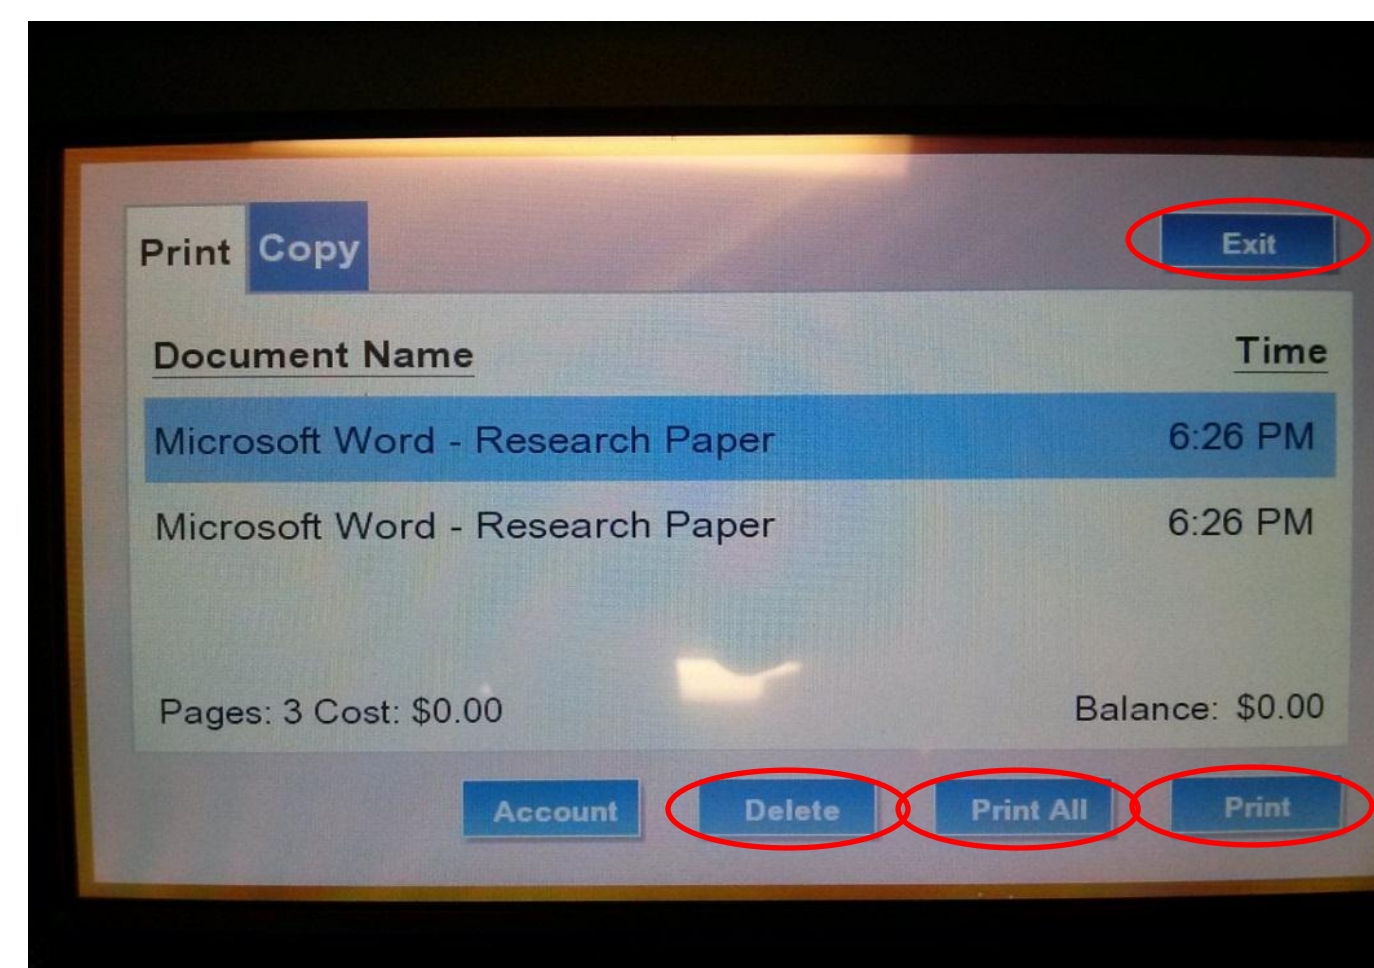 Print Copy Exit
Document Name Time
Microsoft Word - Research Paper 6:26 PM
Microsoft Word - Research Paper 6:26 PM
Pages: 3 Cost: $0.00 Balance: $0.00
Account Delete Print All Print